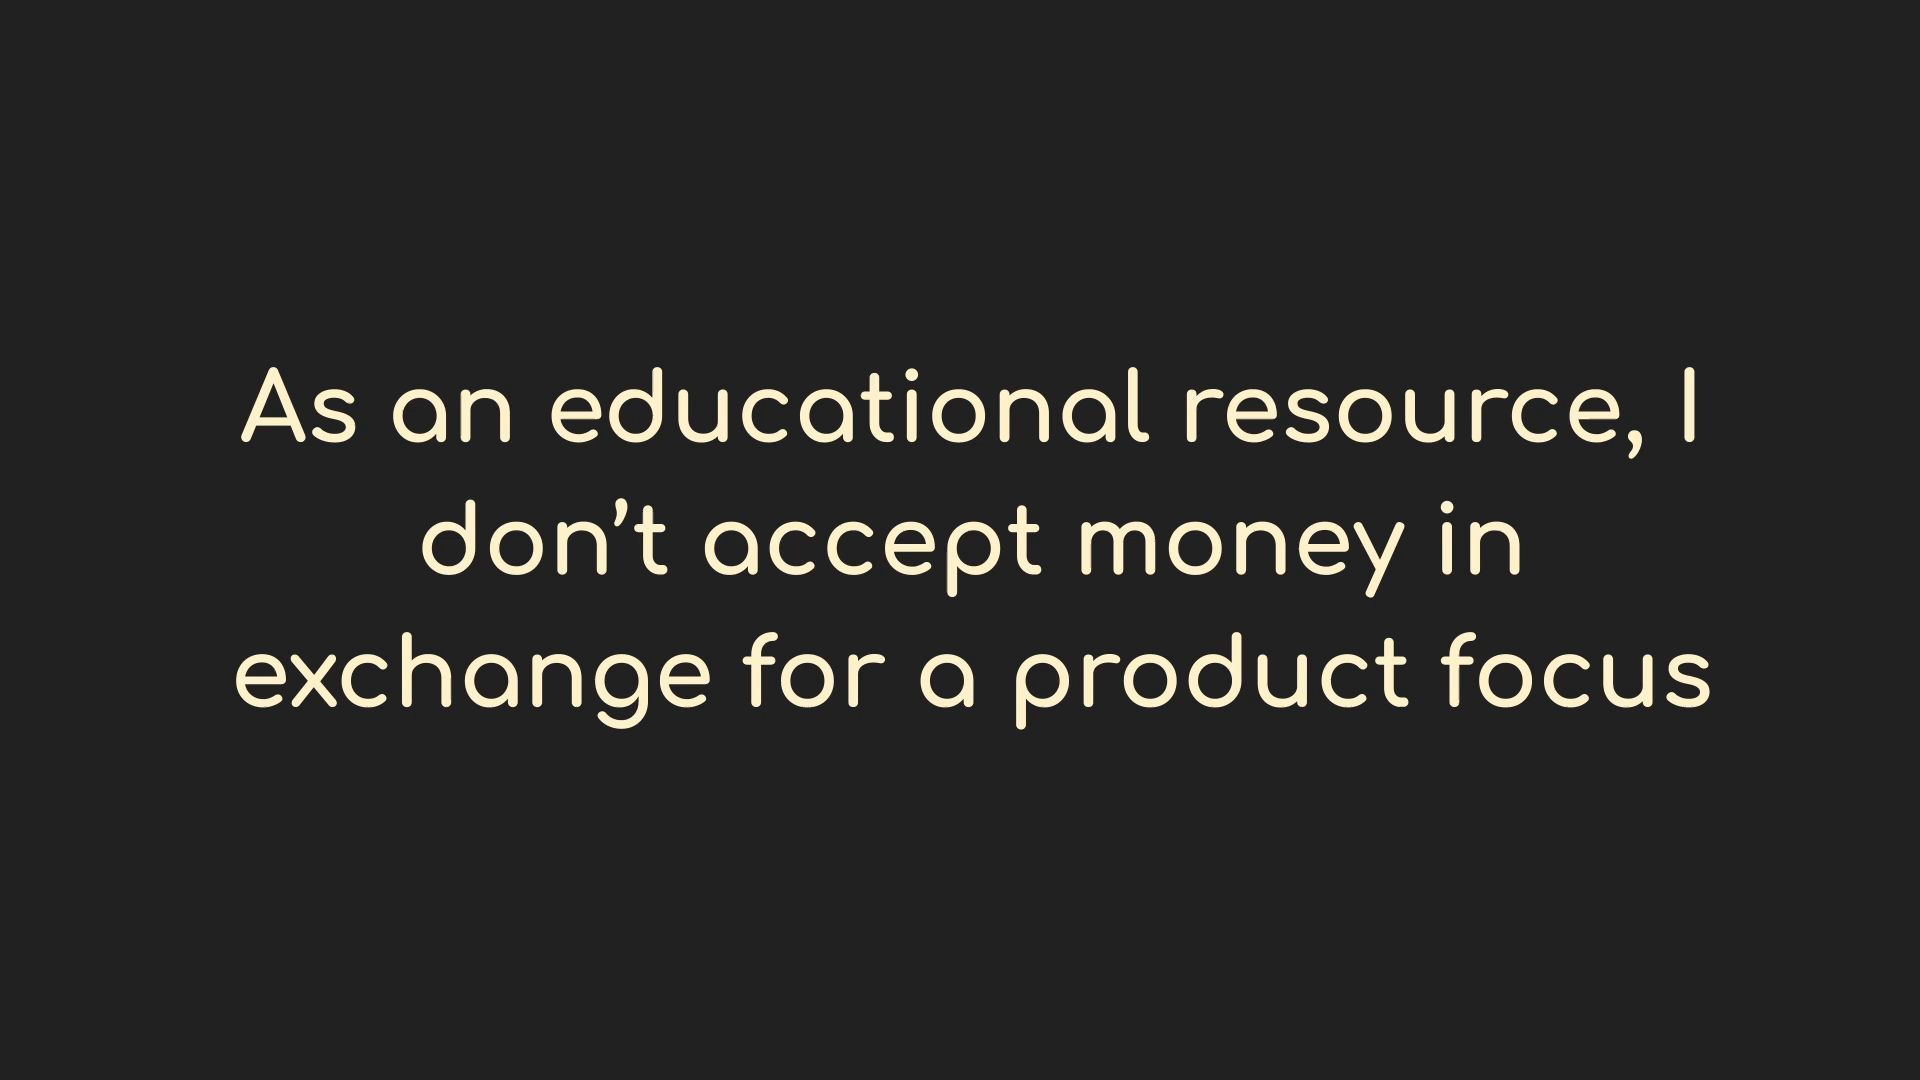 As an educational resource, I
don’t accept money in
exchange for a product focus